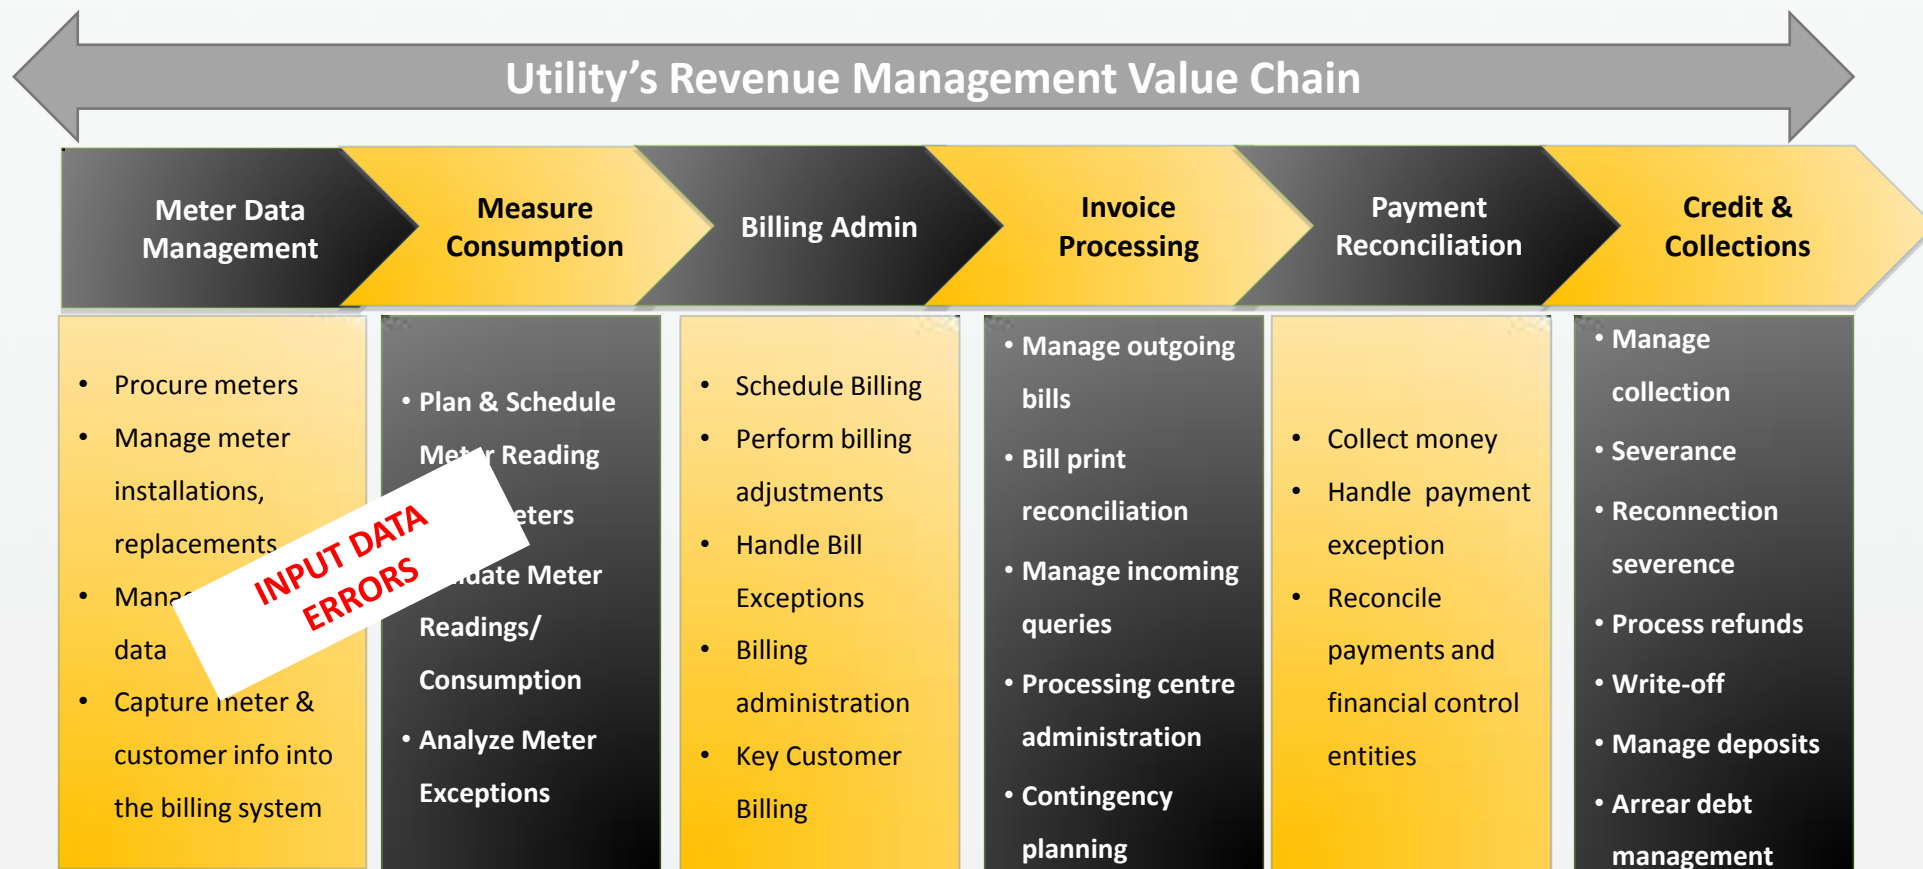 Utility's Revenue Management Value Chain
Meter Data
Management
Measure
Consumption
Billing Admin
Invoice
Processing
Payment
Reconciliation
Credit &
Collections
• Procure meters
• Manage meter
installations,
replacements
•
data
• Capture meter &
customer info into
the billing system
INPUT DATA
ERRORS
• Plan & Schedule
Meter Reading
Meter
Readings/
Consumption
• Analyze Meter
Exceptions
• Schedule Billing
• Perform billing
adjustments
• Handle Bill
Exceptions
• Billing
administration
• Key Customer
Billing
• Manage outgoing
bills
• Bill print
reconciliation
• Manage incoming
queries
• Processing centre
administration
• Contingency
planning
• Collect money
• Handle payment
exception
• Reconcile
payments and
financial control
entities
• Manage
collection
• Severance
• Reconnection
severence
• Process refunds
• Write-off
• Manage deposits
• Arrear debt
management